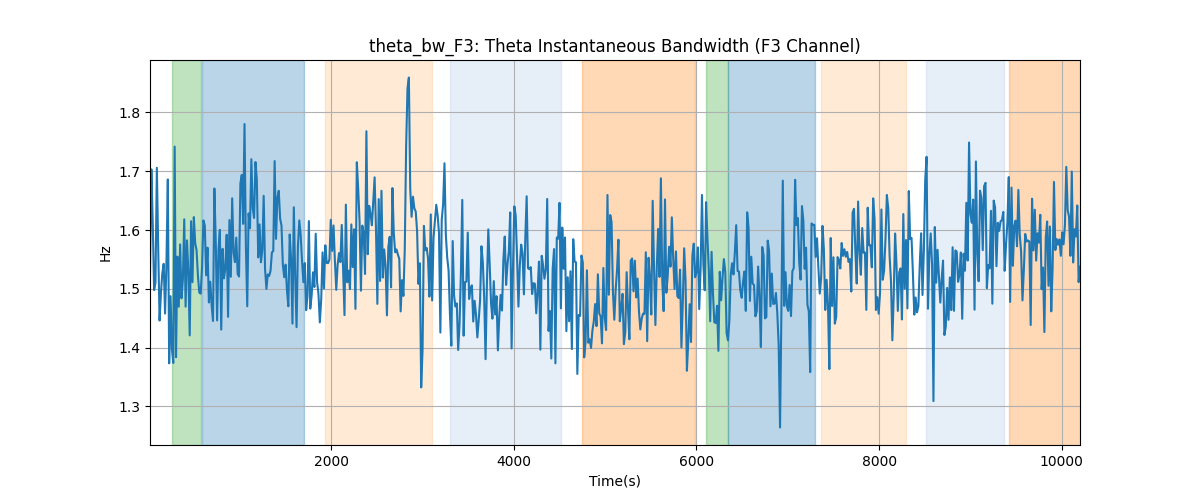 theta_bw_F3: Theta Instantaneous Bandwidth (F3 Channel)
Hz
1.8
1.7
1.6
1.5
1.4
1.3
2000 4000 6000 8000 10000
Time(s)